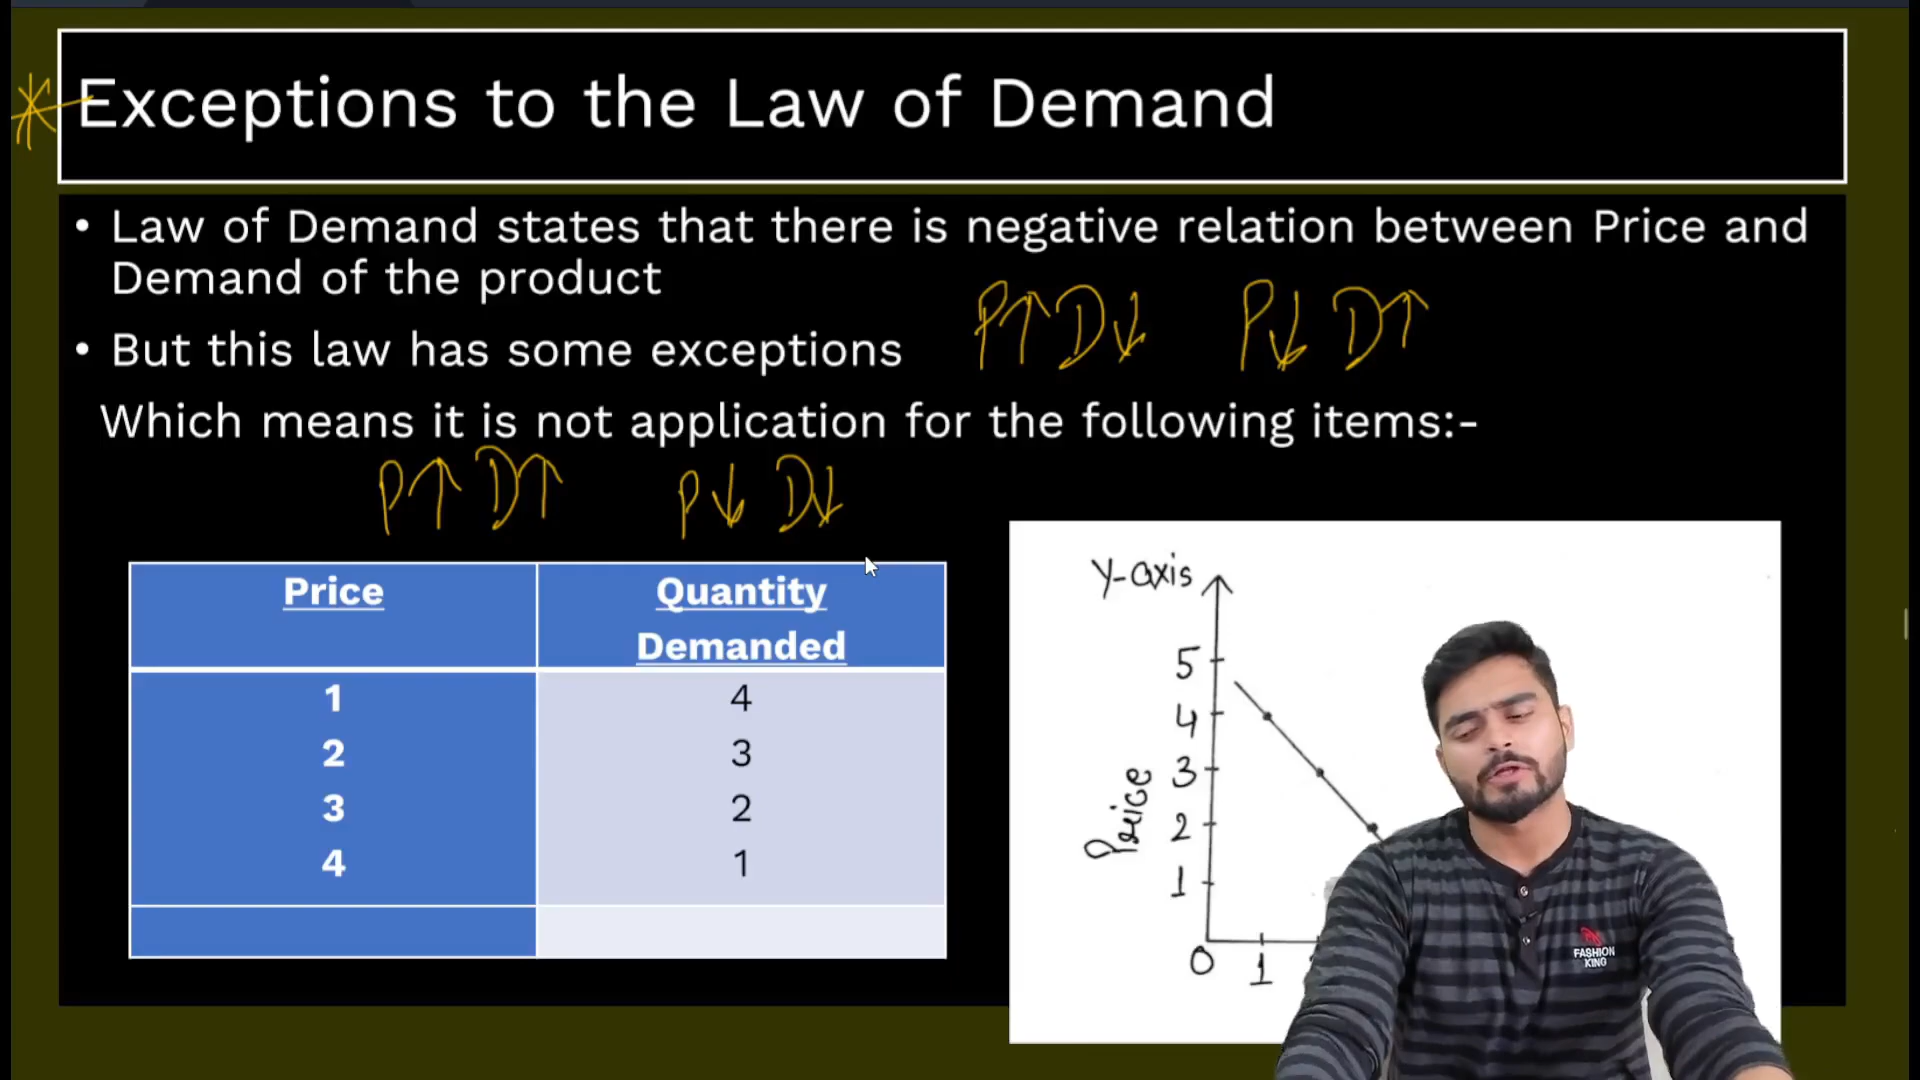 Exceptions to the Law of Demand
• Law of Demand states that there is negative relation between Price and
Demand of the product
• But this law has some exceptions
P↑ D↓ P↓ D↑
Which means it is not application for the following items:-
P↑ D↑ P↓ D↓
Price Quantity
Demanded
1 4
2 3
3 2
4 1
Y-axis
5
4
3
2
1
0 1
Price
FASHION
KING